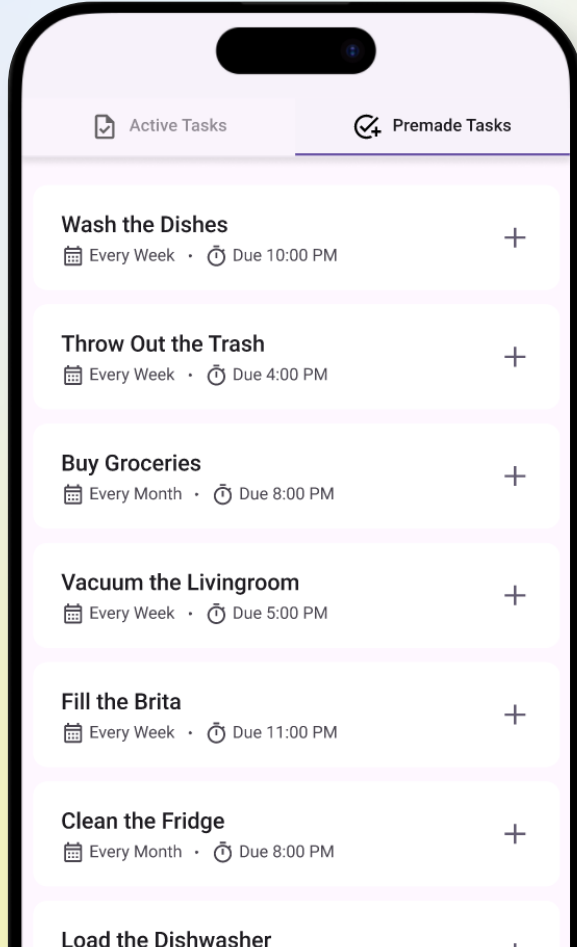 Active Tasks
Premade Tasks
Wash the Dishes
Every Week • Due 10:00 PM
Throw Out the Trash
Every Week • Due 4:00 PM
Buy Groceries
Every Month • Due 8:00 PM
Vacuum the Livingroom
Every Week • Due 5:00 PM
Fill the Brita
Every Week • Due 11:00 PM
Clean the Fridge
Every Month • Due 8:00 PM
Load the Dishwasher